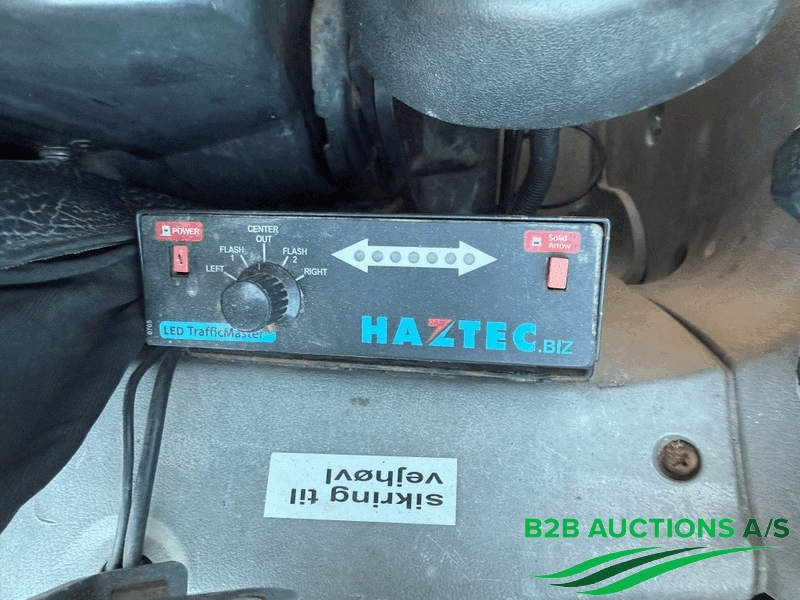 POWER
CENTER
OUT
FLASH
1
FLASH
2
LEFT
RIGHT
Solid
Arrow
0705
LED TrafficMaster
HAZTEC.BIZ
sikring til
vejhøvl
B2B AUCTIONS A/S